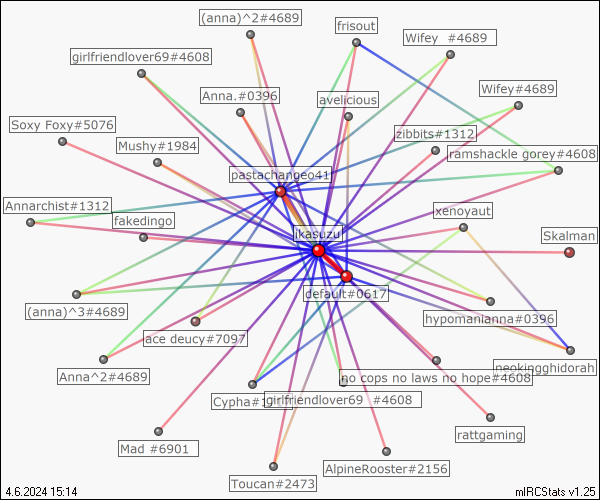 (anna)^2#4689
frisout
Wifey  #4689
girlfriendlover69#4608
Anna.#0396
avelicious
Wifey#4689
Soxy Foxy#5076
zibbits#1312
Mushy#1984
ramshackle gorey#4608
pastachangeo41
Annarchist#1312
xenoyaut
fakedingo
ikasuzu
Skalman
default#0617
(anna)^3#4689
hypomanianna#0396
ace deucy#7097
neokingghidorah
Anna^2#4689
no cops no laws no hope#4608
Cypha#1
girlfriendlover69  #4608
Mad #6901
rattgaming
AlpineRooster#2156
Toucan#2473
4.6.2024 15:14
mIRCStats v1.25